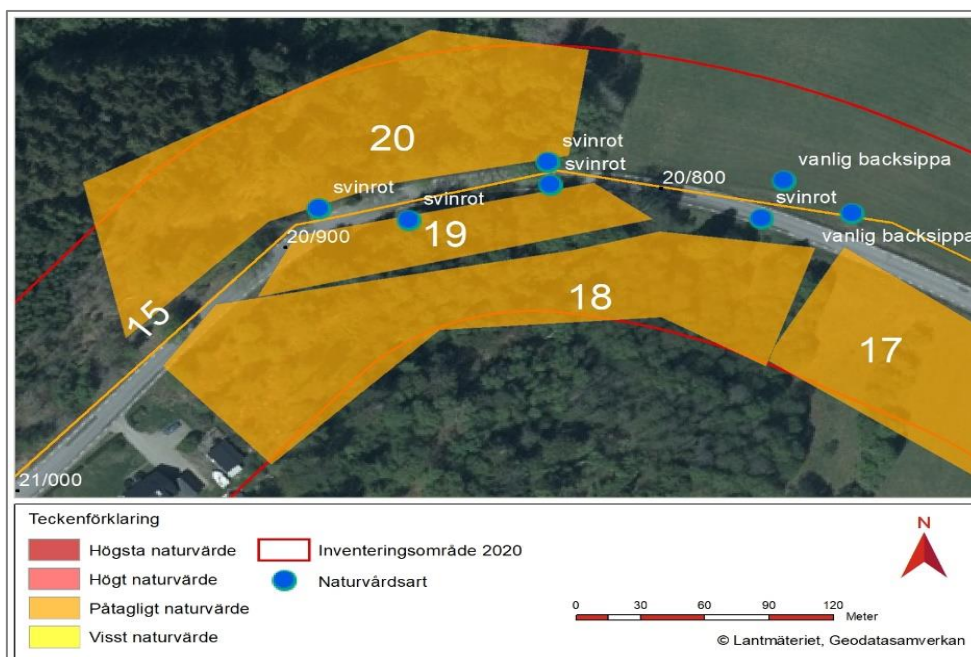 20
svinrot
svinrot
vanlig backsippa
20/800
svinrot
svinrot
svinrot
19
20/900
vanlig backsippa
15
18
17
21/000
Teckenförklaring
Högsta naturvärde
Högt naturvärde
Påtagligt naturvärde
Visst naturvärde
Inventeringsområde 2020
Naturvårdsart
N
0 30 60 90 120
Meter
© Lantmäteriet, Geodatasamverkan